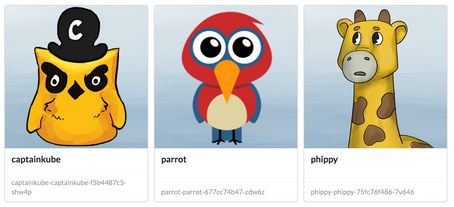 C
captainkube
captainkube-captainkube-f5b4487c5-
shw4p
parrot
parrot-parrot-677cc74b47-zdw6z
phippy
phippy-phippy-75fc76f486-7v646